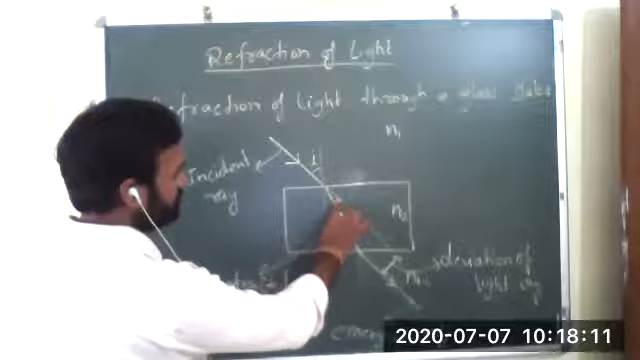 Refraction of Light
Refraction of Light through a Glass
n₁
Incident
ray
i
n₂
deviation of
light ray
2020-07-07 10:18:11